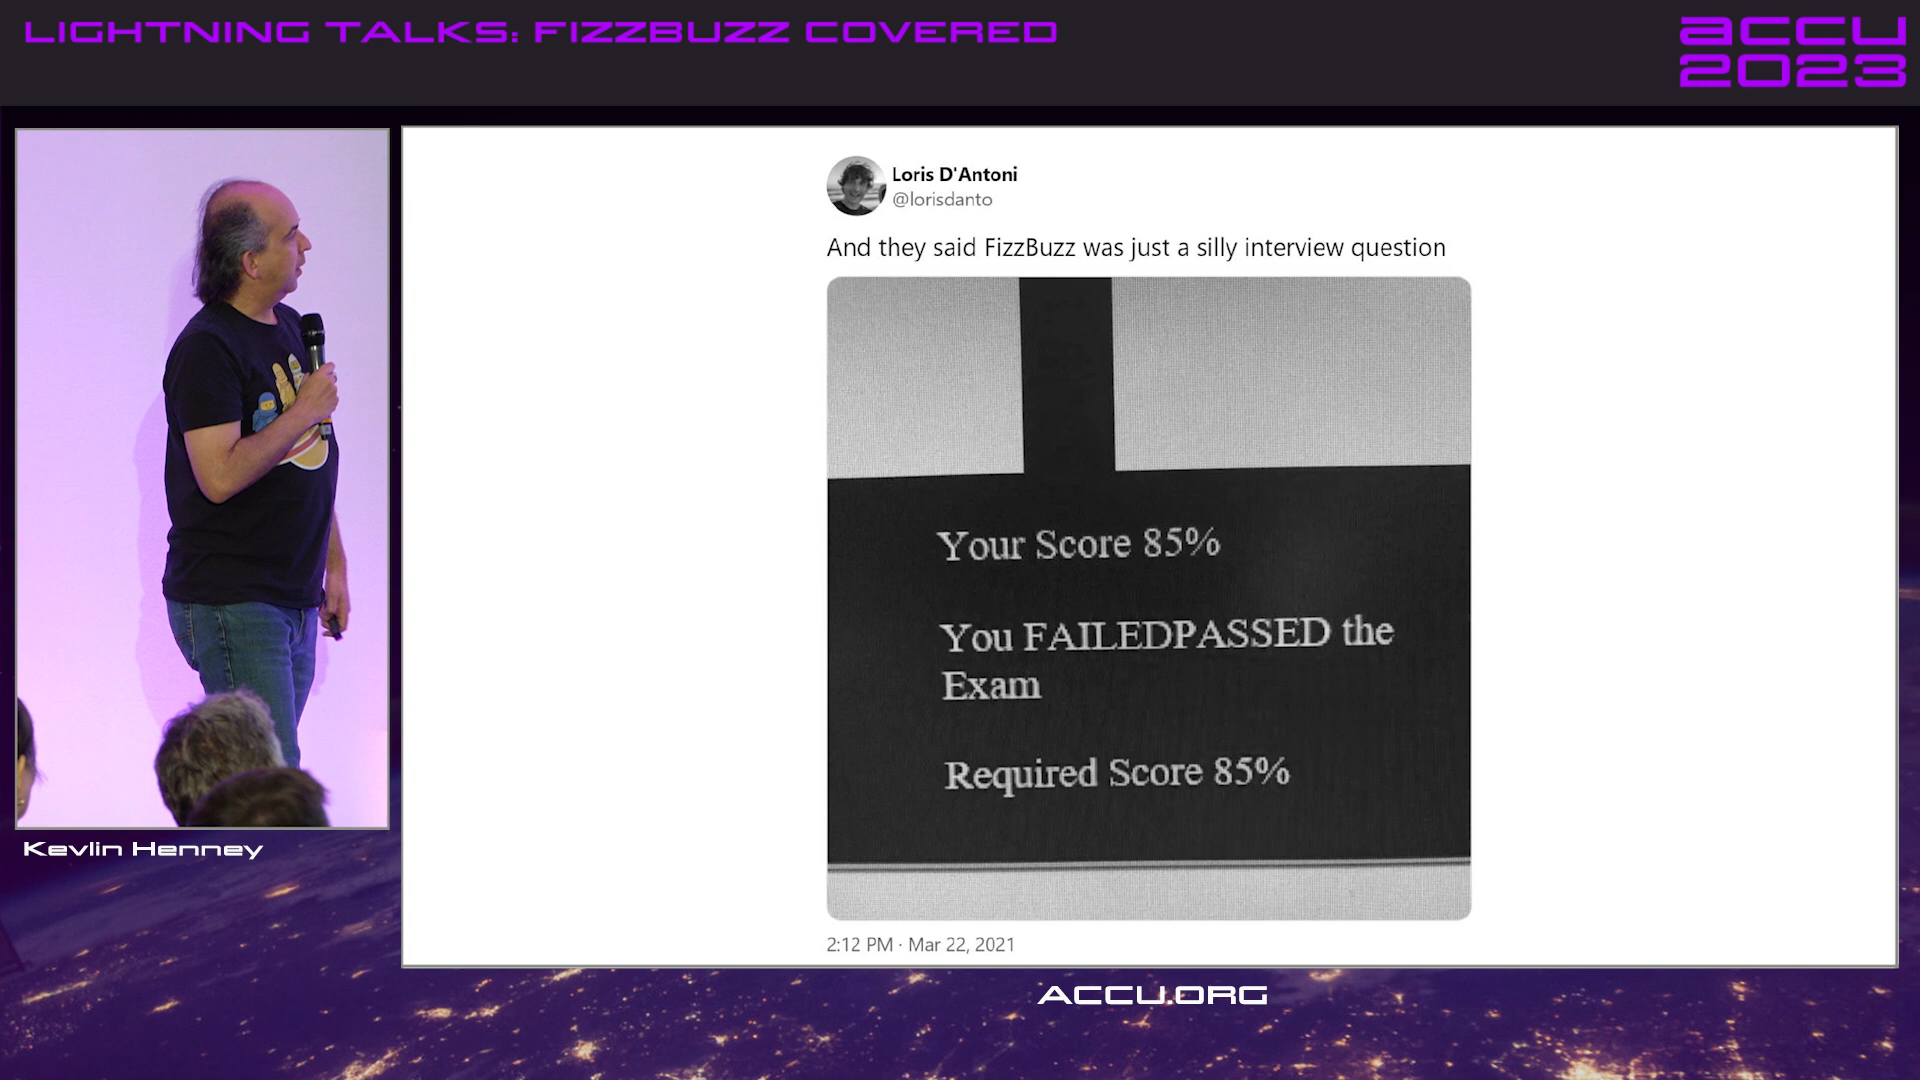 LIGHTNING TALKS: FIZZBUZZ COVERED
accu
2023
Loris D'Antoni
@lorisdanto
And they said FizzBuzz was just a silly interview question
Your Score 85%
You FAILEDPASSED the
Exam
Required Score 85%
2:12 PM · Mar 22, 2021
Kevlin Henney
ACCU.ORG